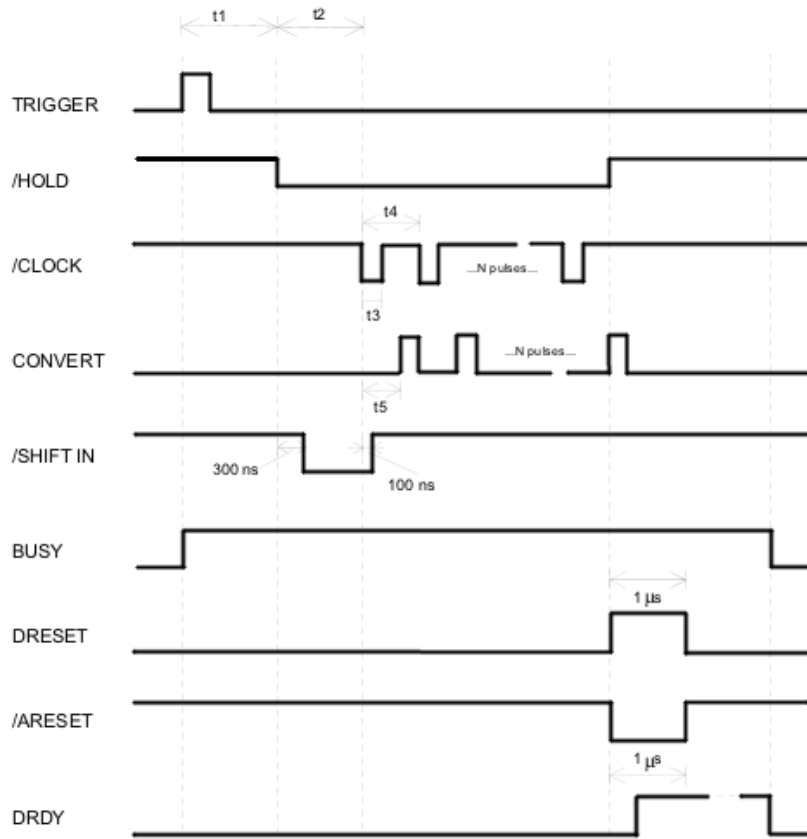 t1 t2
TRIGGER
/HOLD
t4
/CLOCK
...N pulses...
t3
CONVERT
...N pulses...
t5
/SHIFT IN
300 ns
100 ns
BUSY
1 µs
DRESET
/ARESET
1 µs
DRDY